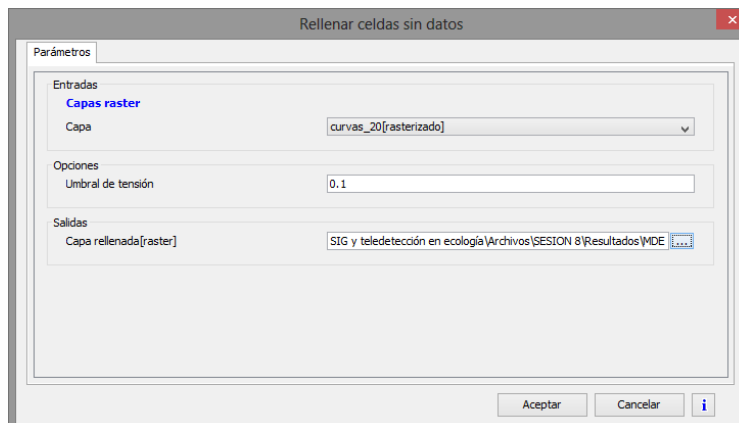 Rellenar celdas sin datos
x
Parámetros
Entradas
Capas raster
Capa curvas_20[rasterizado]
Opciones
Umbral de tensión 0.1
Salidas
Capa rellenada[raster] SIG y teledetección en ecología\Archivos\SESION 8\Resultados\MDE ...
Aceptar Cancelar i